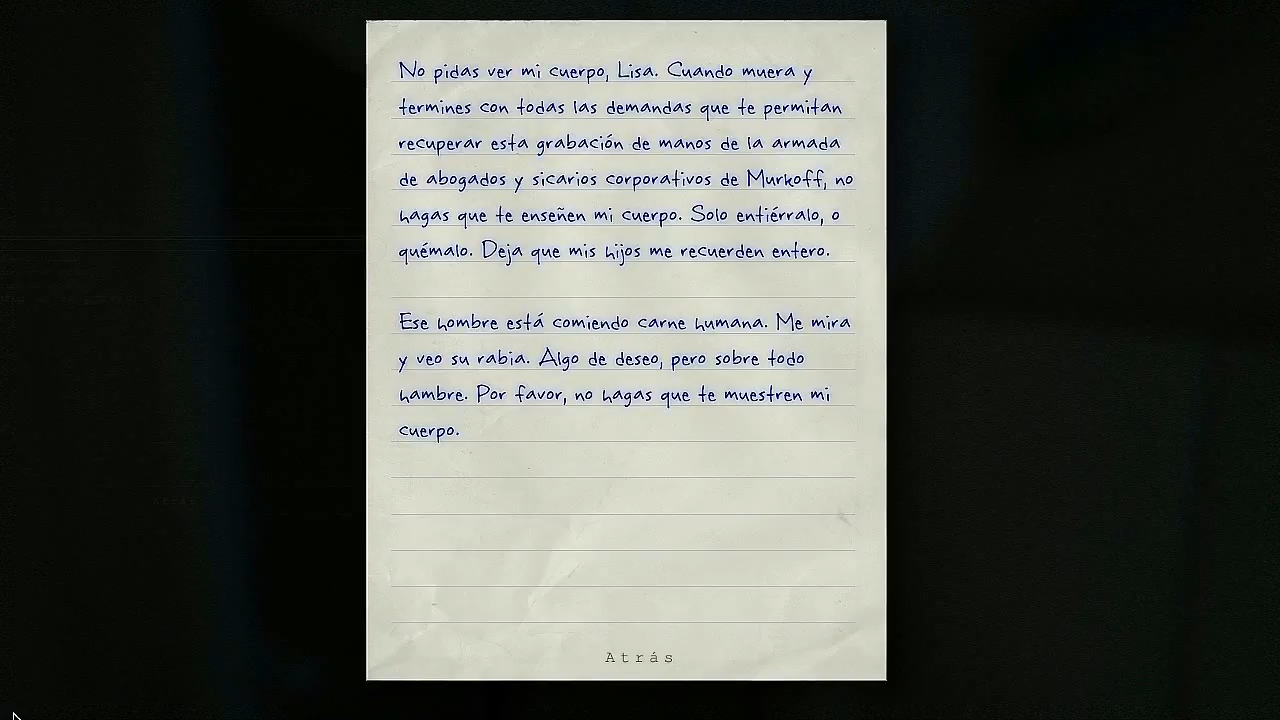 No pidas ver mi cuerpo, Lisa. Cuando muera y
termines con todas las demandas que te permitan
recuperar esta grabación de manos de la armada
de abogados y sicarios corporativos de Murkoff, no
hagas que te enseñen mi cuerpo. Solo entiérralo, o
quémalo. Deja que mis hijos me recuerden entero.
Ese hombre está comiendo carne humana. Me mira
y veo su rabia. Algo de deseo, pero sobre todo
hambre. Por favor, no hagas que te muestren mi
cuerpo.
Atrás